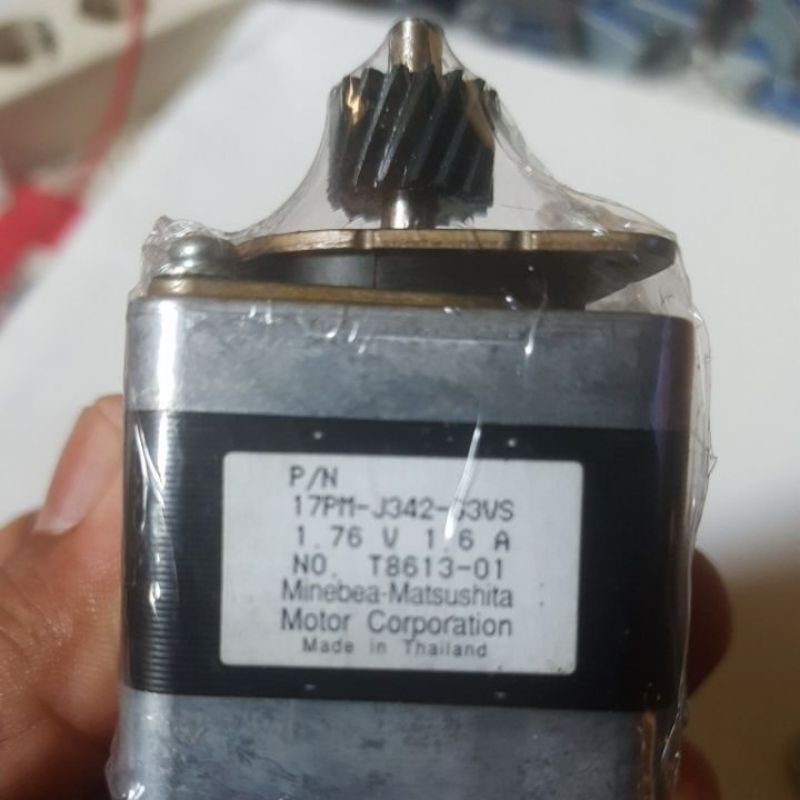 P/N
17PM-J342-G3VS
1.76 V 1.6 A
NO. T8613-01
Minebea-Matsushita
Motor Corporation
Made in Thailand